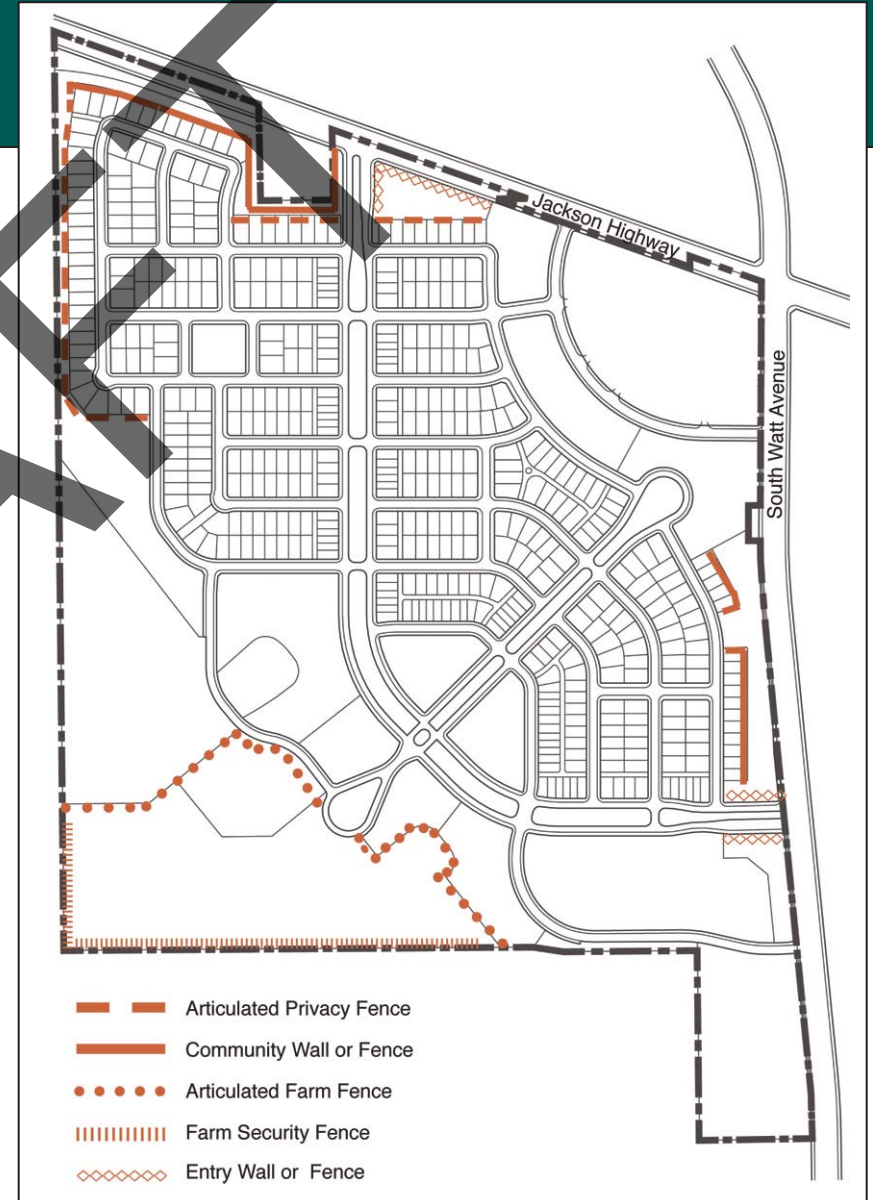 Jackson Highway
South Watt Avenue
Articulated Privacy Fence
Community Wall or Fence
Articulated Farm Fence
Farm Security Fence
Entry Wall or Fence